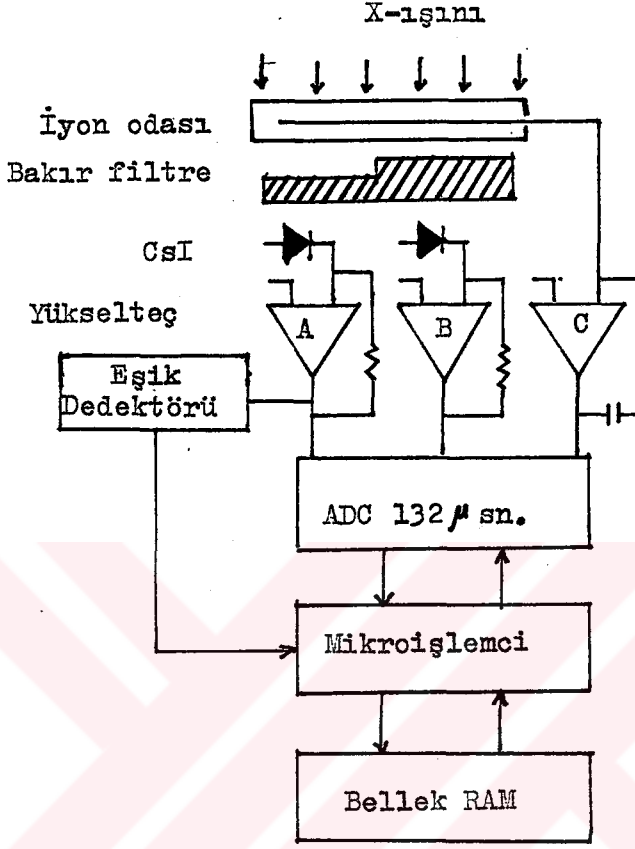 X-ışını
İyon odası
Bakır filtre
CsI
Yükselteç
A
B
C
Eşik
Dedektörü
ADC 132 µ sn.
Mikroişlemci
Bellek RAM